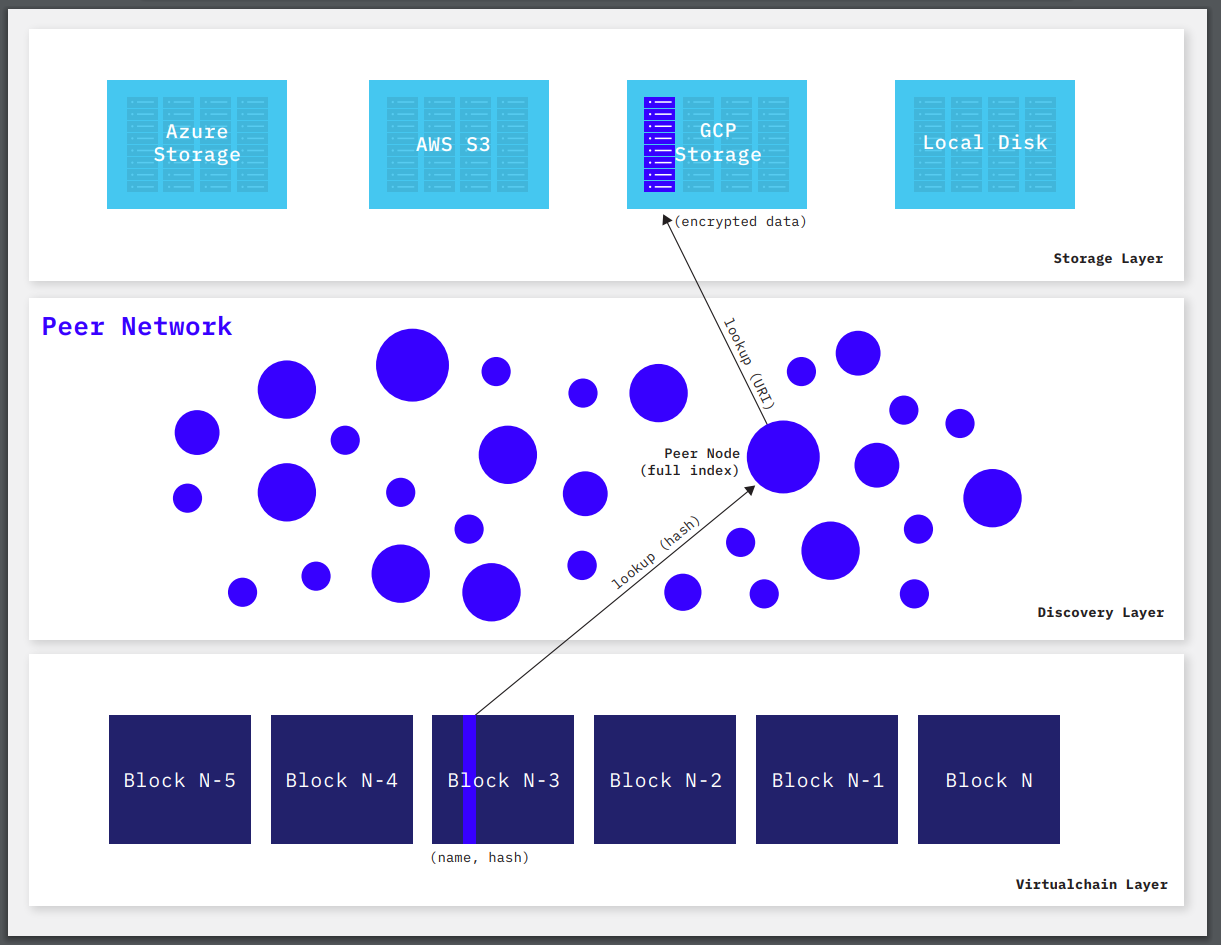 Azure
Storage
AWS S3
GCP
Storage
Local Disk
(encrypted data)
Storage Layer
Peer Network
lookup (URI)
Peer Node
(full index)
lookup (hash)
Discovery Layer
Block N-5
Block N-4
Block N-3
Block N-2
Block N-1
Block N
(name, hash)
Virtualchain Layer